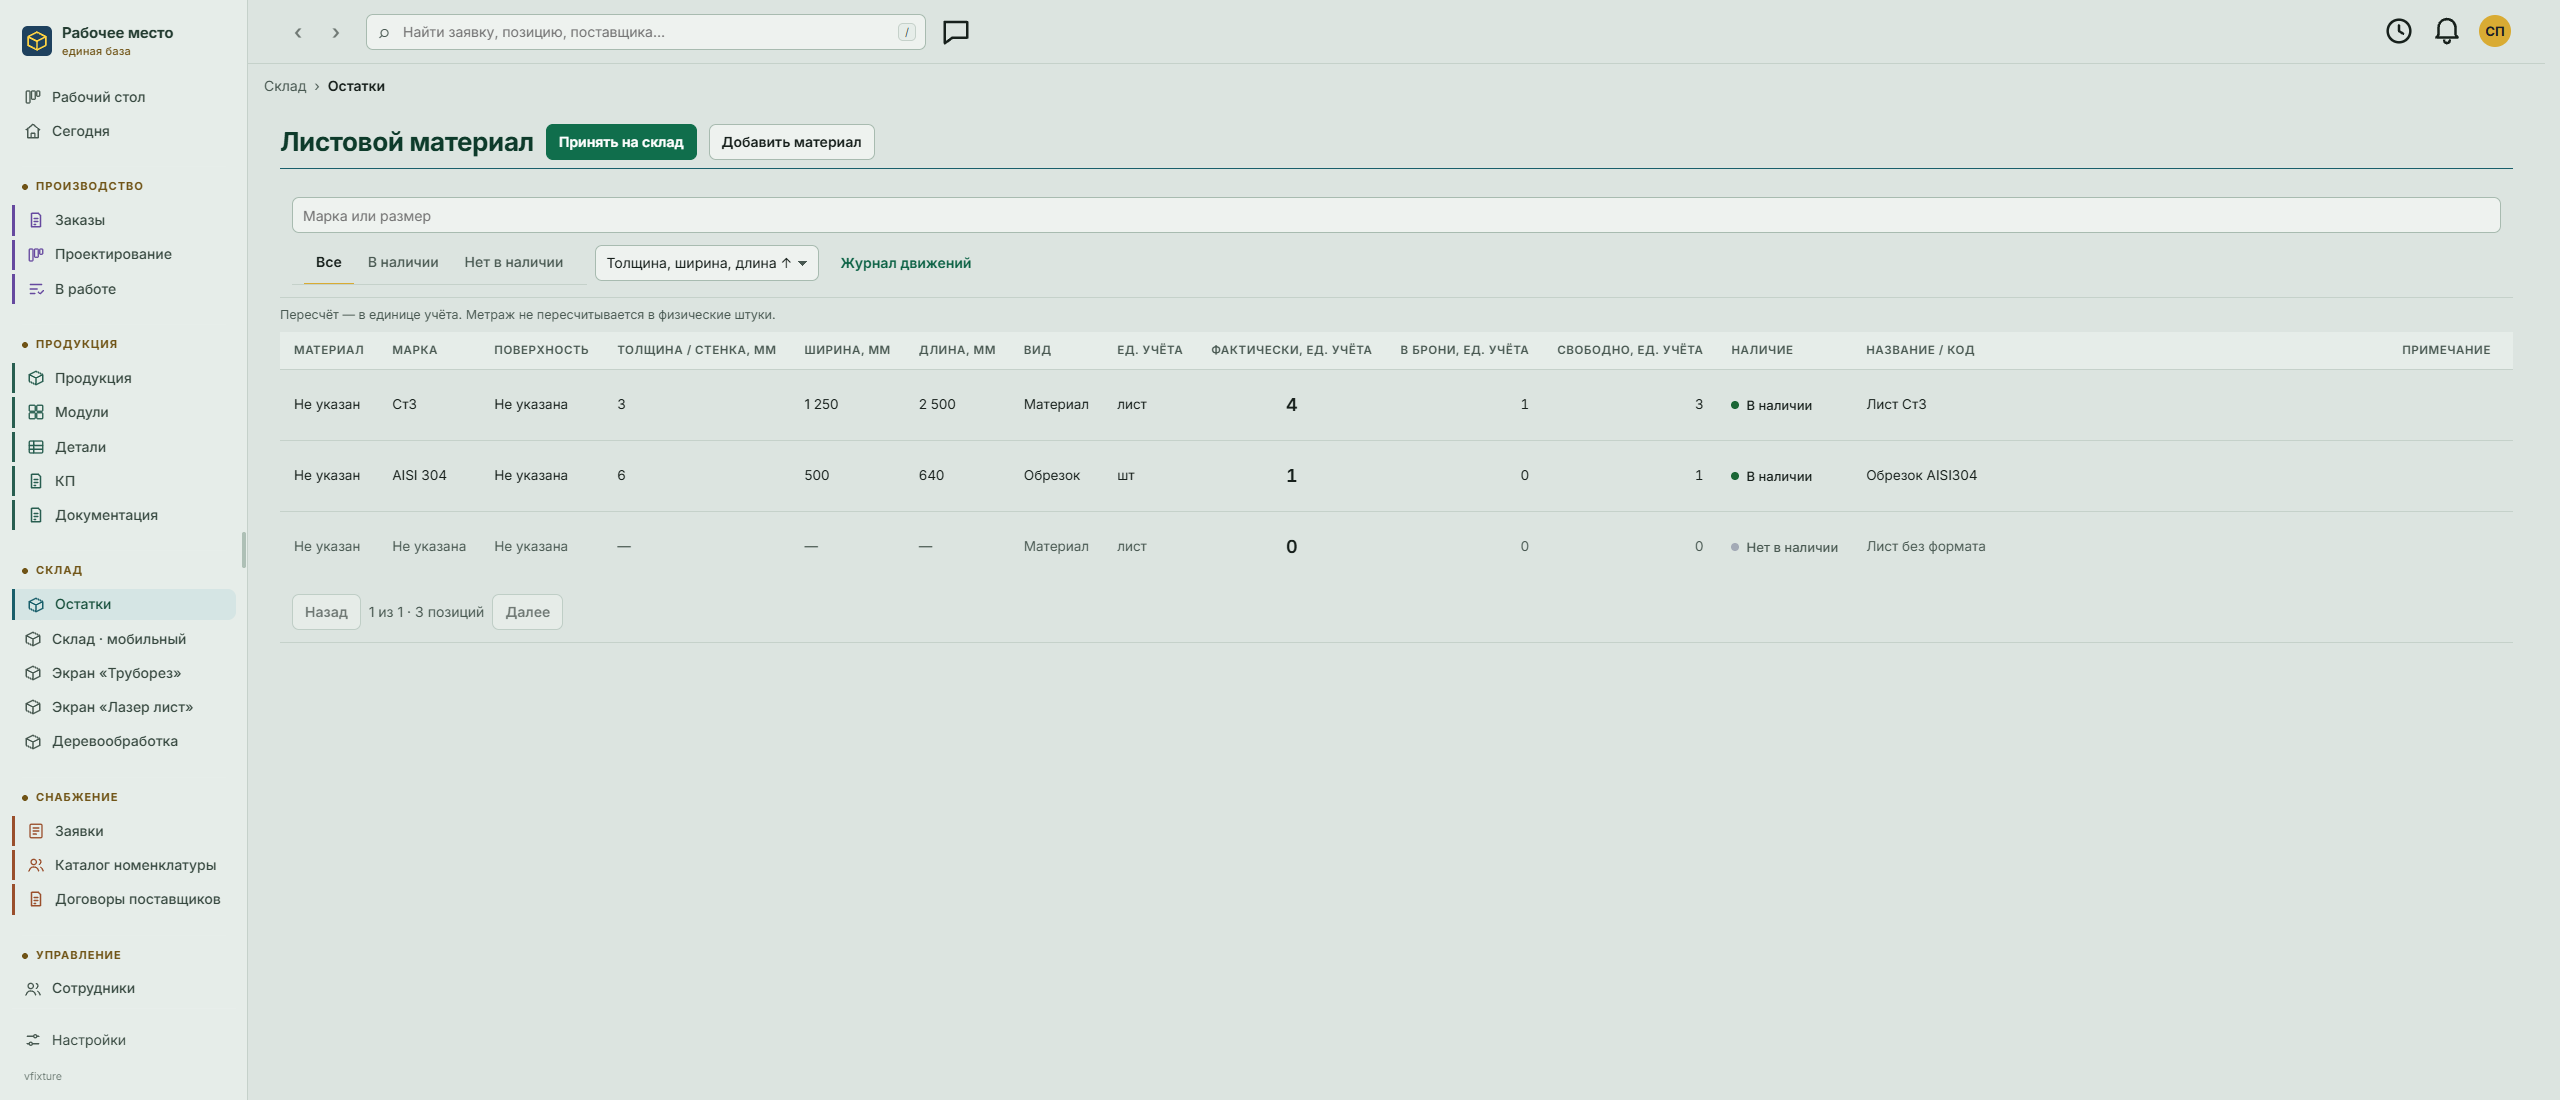 Рабочее место
единая база
Рабочий стол
Сегодня
ПРОИЗВОДСТВО
Заказы
Проектирование
В работе
ПРОДУКЦИЯ
Продукция
Модули
Детали
КП
Документация
СКЛАД
Остатки
Склад · мобильный
Экран «Труборез»
Экран «Лазер лист»
Деревообработка
СНАБЖЕНИЕ
Заявки
Каталог номенклатуры
Договоры поставщиков
УПРАВЛЕНИЕ
Сотрудники
Настройки
vfixture
Найти заявку, позицию, поставщика... /
СП
Склад › Остатки
Листовой материал Принять на склад Добавить материал
Марка или размер
Все В наличии Нет в наличии Толщина, ширина, длина ↑ Журнал движений
Пересчёт — в единице учёта. Метраж не пересчитывается в физические штуки.
МАТЕРИАЛ МАРКА ПОВЕРХНОСТЬ ТОЛЩИНА / СТЕНКА, ММ ШИРИНА, ММ ДЛИНА, ММ ВИД ЕД. УЧЁТА ФАКТИЧЕСКИ, ЕД. УЧЁТА В БРОНИ, ЕД. УЧЁТА СВОБОДНО, ЕД. УЧЁТА НАЛИЧИЕ НАЗВАНИЕ / КОД ПРИМЕЧАНИЕ
Не указан Ст3 Не указана 3 1 250 2 500 Материал лист 4 1 3 В наличии Лист Ст3
Не указан AISI 304 Не указана 6 500 640 Обрезок шт 1 0 1 В наличии Обрезок AISI304
Не указан Не указана Не указана — — — Материал лист 0 0 0 Нет в наличии Лист без формата
Назад 1 из 1 · 3 позиций Далее